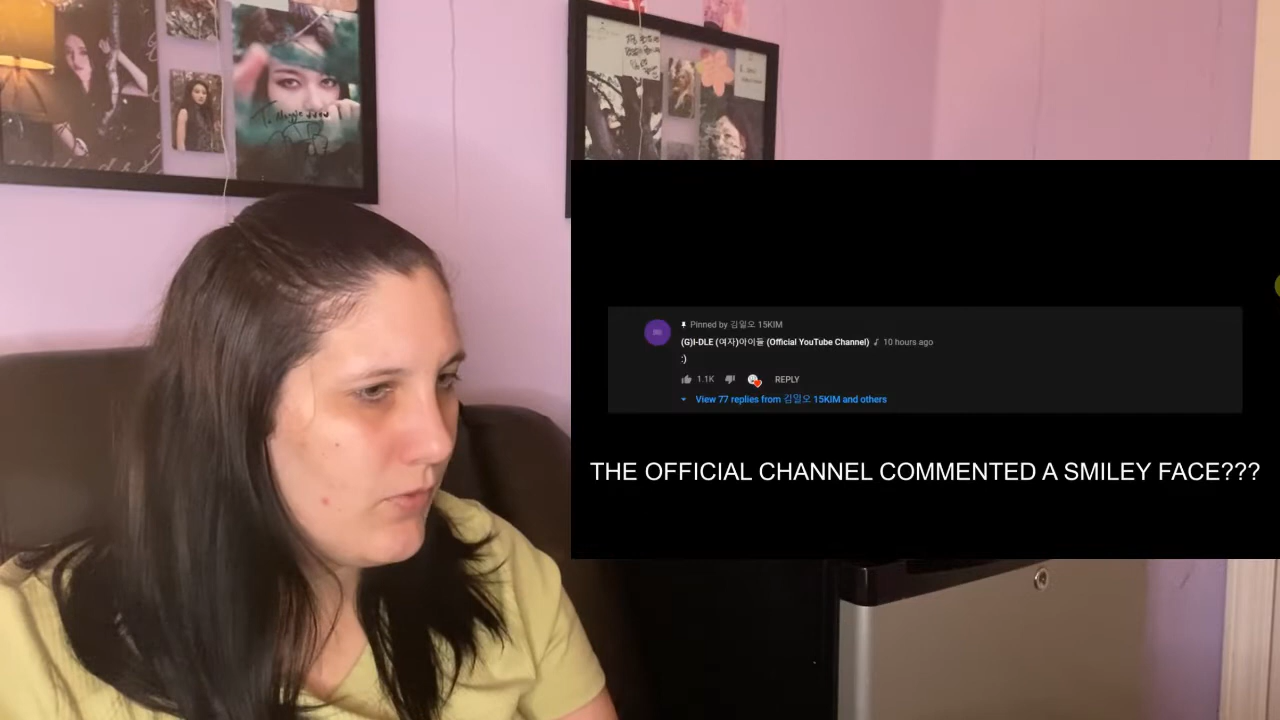 Pinned by 김일오 15KIM
(G)I-DLE (여자)아이들 (Official YouTube Channel) ♪ 10 hours ago
:)
1.1K REPLY
View 77 replies from 김일오 15KIM and others
THE OFFICIAL CHANNEL COMMENTED A SMILEY FACE???